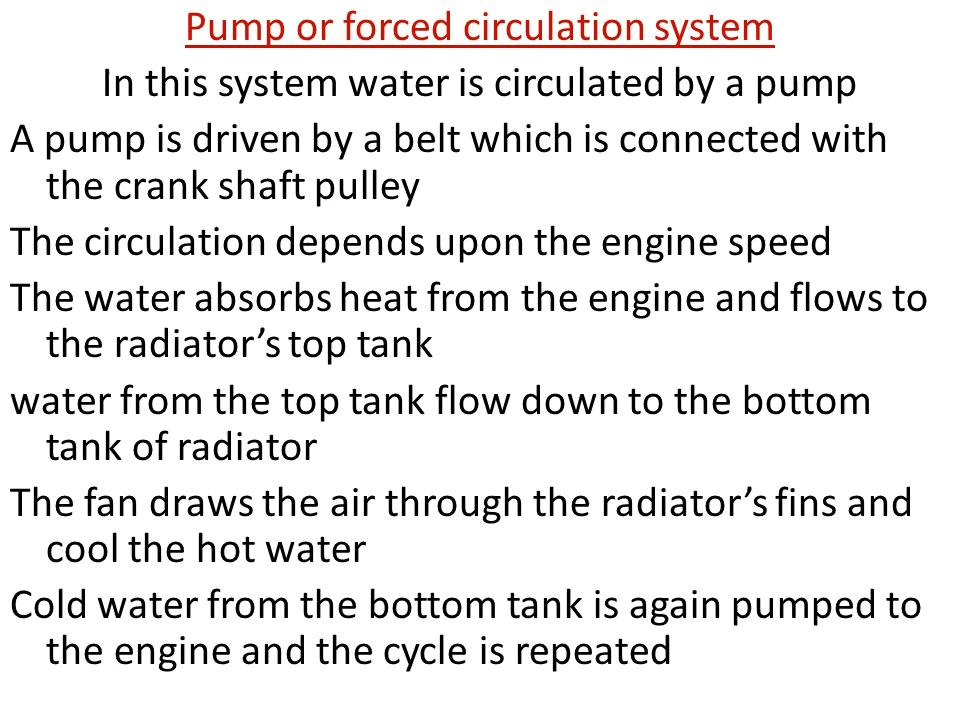 Pump or forced circulation system
In this system water is circulated by a pump
A pump is driven by a belt which is connected with
the crank shaft pulley
The circulation depends upon the engine speed
The water absorbs heat from the engine and flows to
the radiator’s top tank
water from the top tank flow down to the bottom
tank of radiator
The fan draws the air through the radiator’s fins and
cool the hot water
Cold water from the bottom tank is again pumped to
the engine and the cycle is repeated